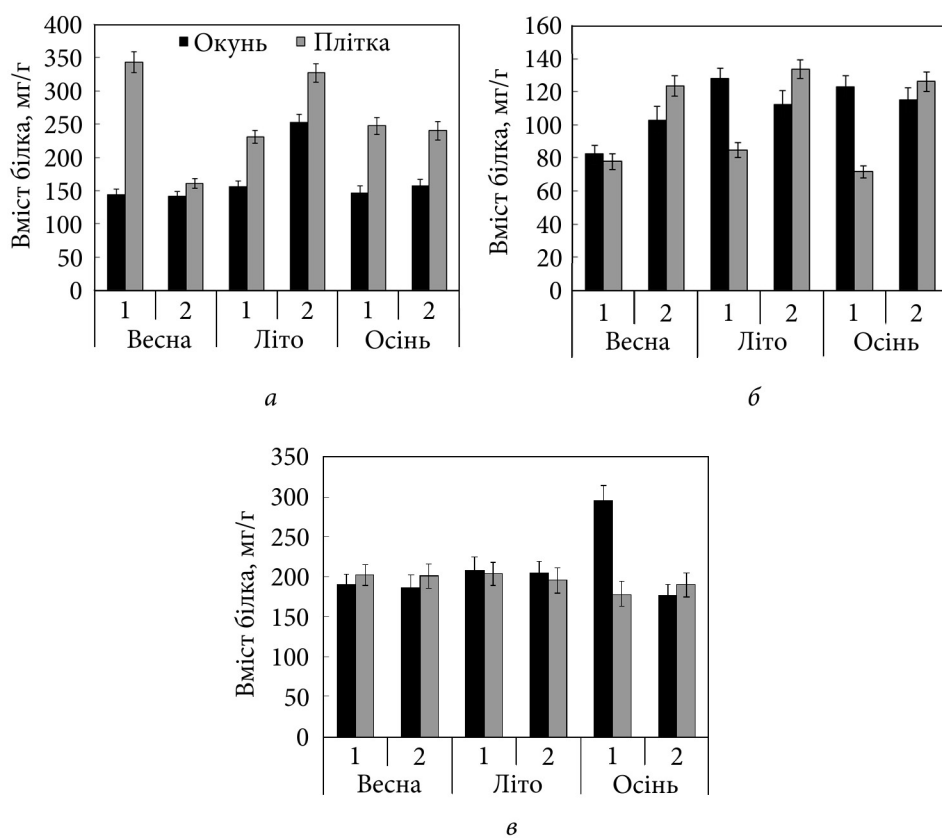 400
350
300
250
200
150
100
50
0
Вміст білка, мг/г
Окунь Плітка
1 2 1 2 1 2
Весна Літо Осінь
а
160
140
120
100
80
60
40
20
0
Вміст білка, мг/г
1 2 1 2 1 2
Весна Літо Осінь
б
350
300
250
200
150
100
50
0
Вміст білка, мг/г
1 2 1 2 1 2
Весна Літо Осінь
в